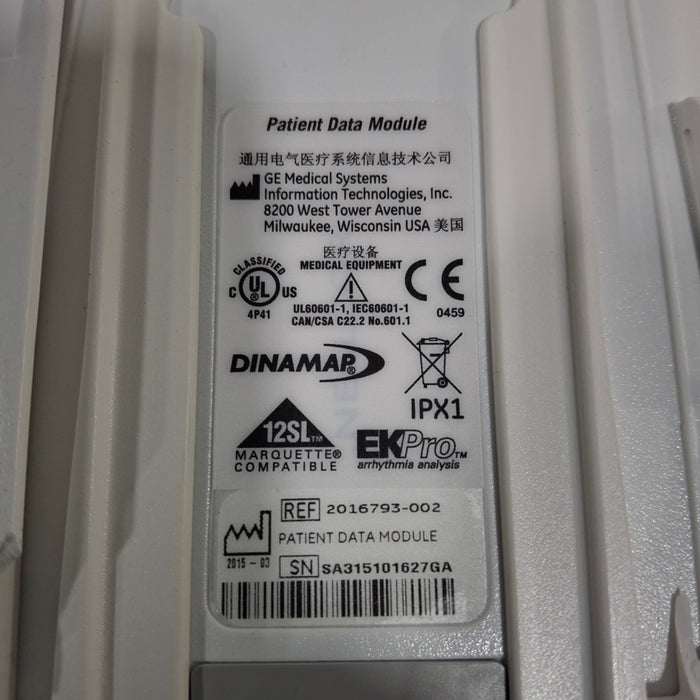 Patient Data Module
通用电气医疗系统信息技术公司
GE Medical Systems
Information Technologies, Inc.
8200 West Tower Avenue
Milwaukee, Wisconsin USA 美国
医疗设备
MEDICAL EQUIPMENT
CLASSIFIED
C UL® US
4P41
UL60601-1, IEC60601-1
CAN/CSA C22.2 No.601.1
CE
0459
DINAMAP®
IPX1
12SL™
MARQUETTE®
COMPATIBLE
EK-Pro™
arrhythmia analysis
REF 2016793-002
PATIENT DATA MODULE
2015-03
SN SA315101627GA